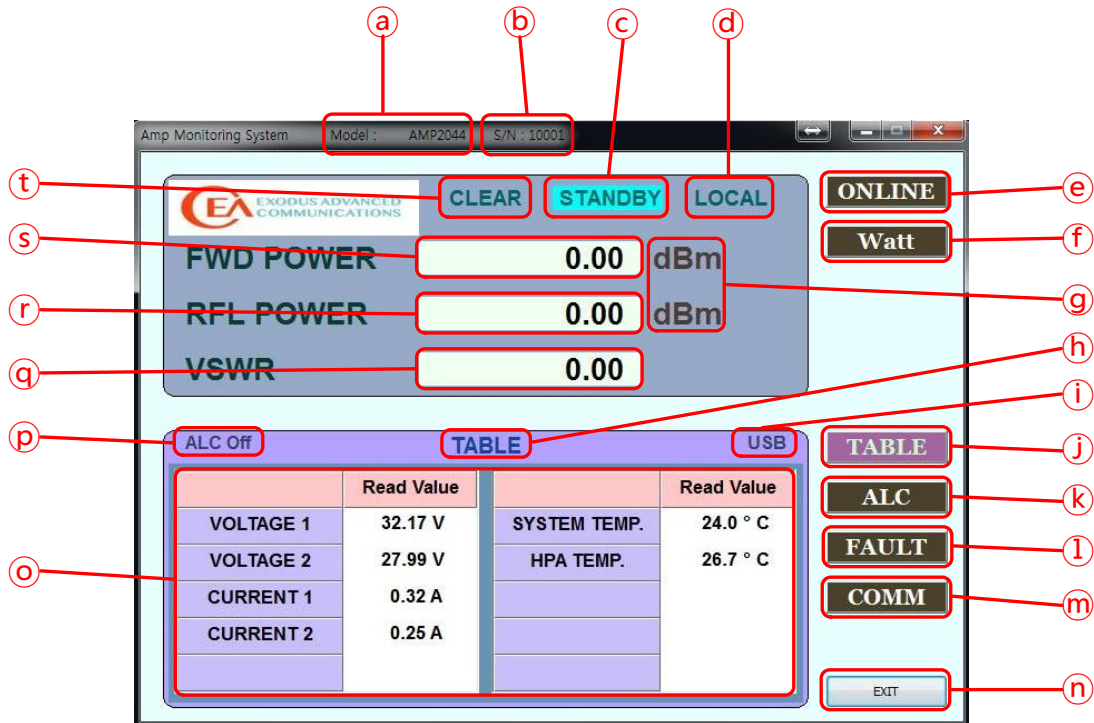 ⓐ ⓑ ⓒ ⓓ
Amp Monitoring System Model : AMP2044 S/N : 10001
ⓣ CLEAR STANDBY LOCAL ONLINE ⓔ
EA EXODUS ADVANCED
COMMUNICATIONS
ⓢ FWD POWER 0.00 dBm Watt ⓕ
ⓡ RFL POWER 0.00 dBm ⓖ
ⓠ VSWR 0.00 ⓗ
ⓘ
ⓟ ALC Off TABLE USB TABLE ⓙ
Read Value Read Value ALC ⓚ
VOLTAGE 1 32.17 V SYSTEM TEMP. 24.0 ° C
ⓞ VOLTAGE 2 27.99 V HPA TEMP. 26.7 ° C FAULT ⓛ
CURRENT 1 0.32 A COMM ⓜ
CURRENT 2 0.25 A
EXIT ⓝ